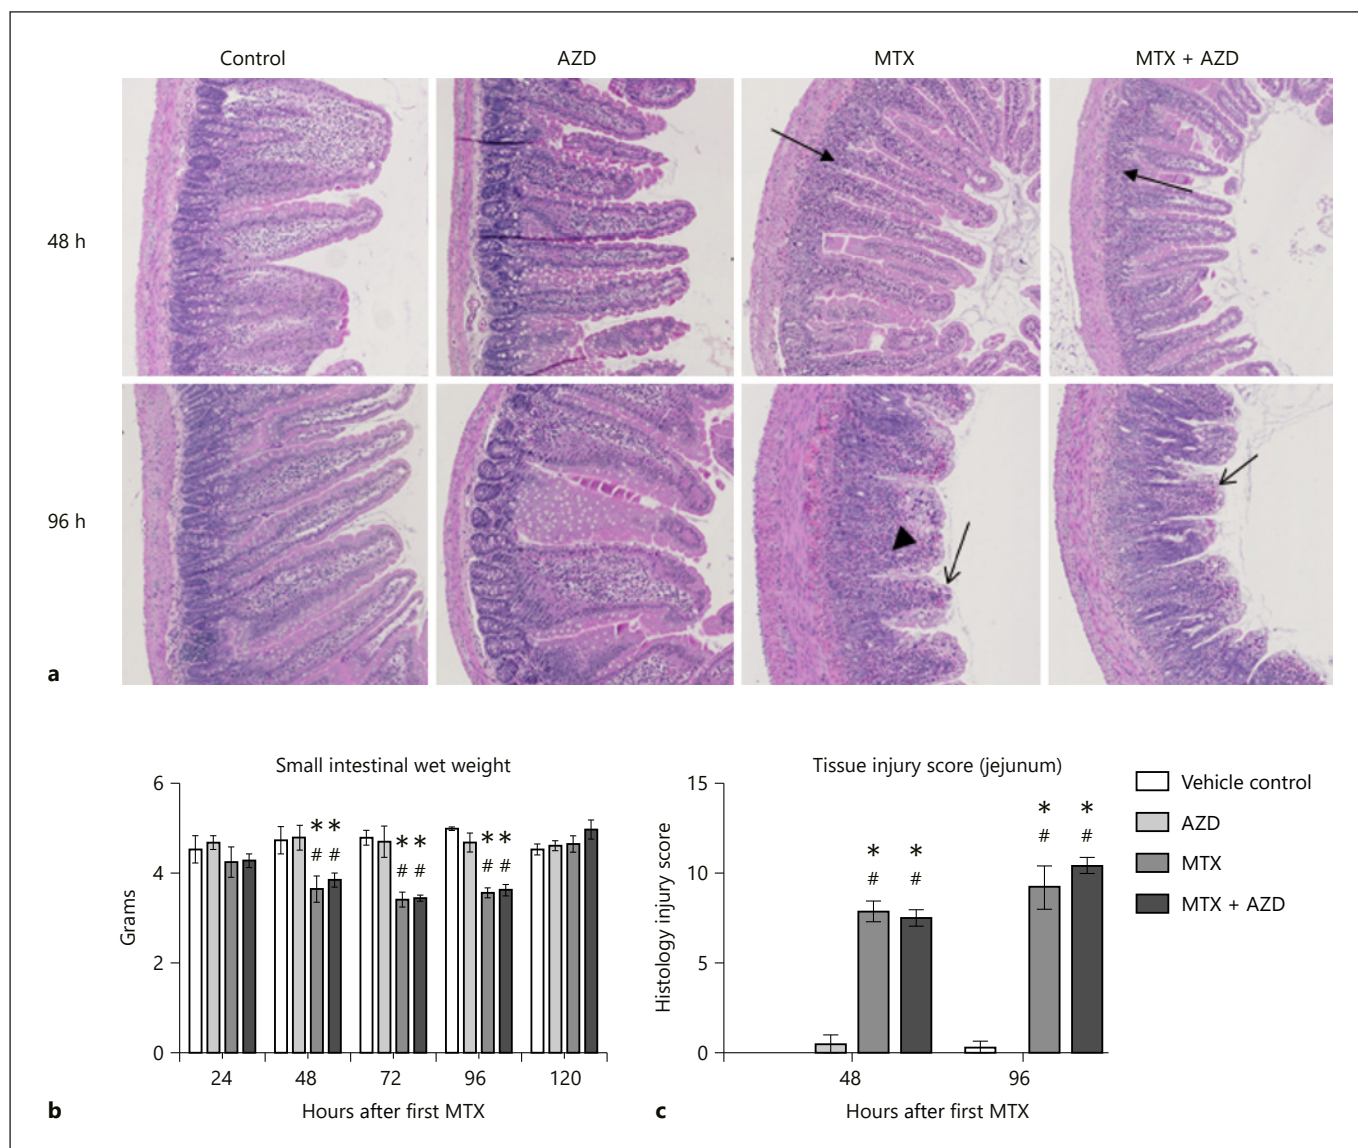 Control AZD MTX MTX + AZD
48 h
96 h
a
Small intestinal wet weight
6
4
2
0
Grams
** ** **
## ## ##
24 48 72 96 120
Hours after first MTX
b
Tissue injury score (jejunum)
15
10
5
0
Histology injury score
* * * *
# # # #
48 96
Hours after first MTX
c
Vehicle control
AZD
MTX
MTX + AZD